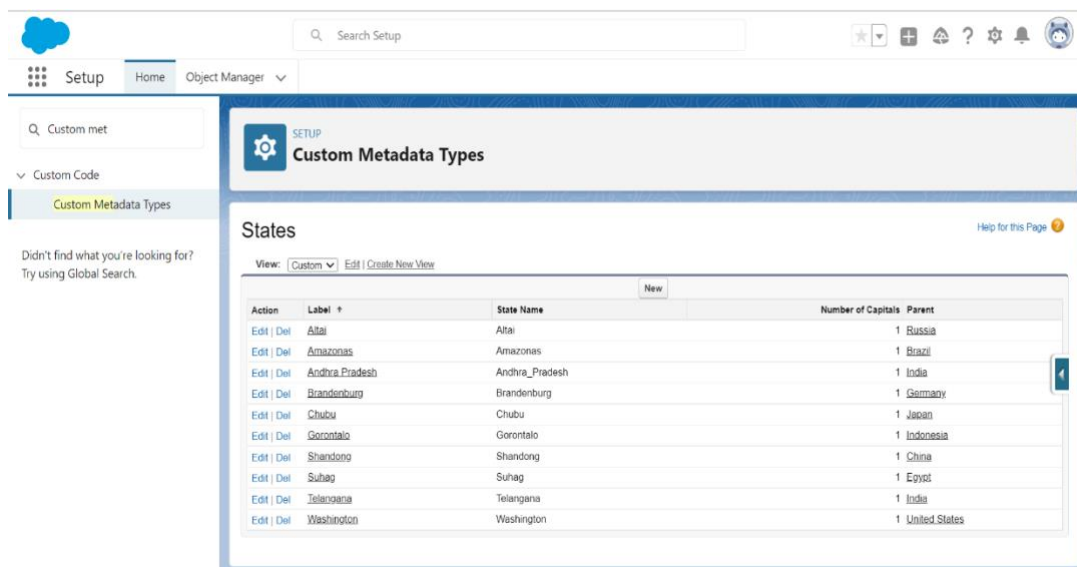 Search Setup
Setup Home Object Manager
Custom met
Custom Code
Custom Metadata Types
Didn't find what you're looking for?
Try using Global Search.
SETUP
Custom Metadata Types
States
Help for this Page
View: Custom Edit | Create New View
New
Action Label State Name Number of Capitals Parent
Edit | Del Altai Altai 1 Russia
Edit | Del Amazonas Amazonas 1 Brazil
Edit | Del Andhra Pradesh Andhra_Pradesh 1 India
Edit | Del Brandenburg Brandenburg 1 Germany
Edit | Del Chubu Chubu 1 Japan
Edit | Del Gorontalo Gorontalo 1 Indonesia
Edit | Del Shandong Shandong 1 China
Edit | Del Suhag Suhag 1 Egypt
Edit | Del Telangana Telangana 1 India
Edit | Del Washington Washington 1 United States